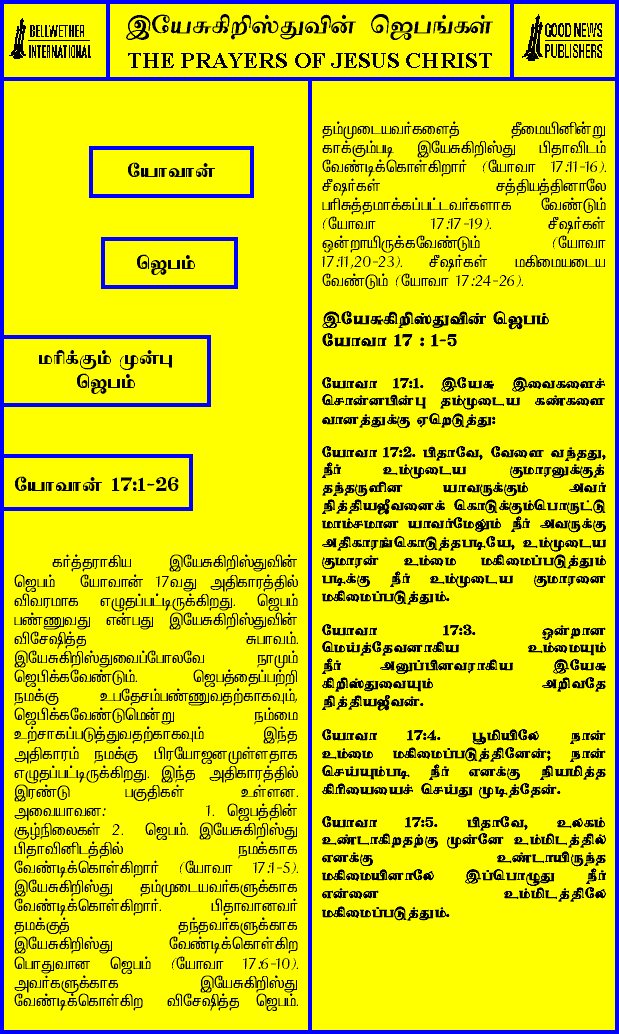 BELLWETHER
INTERNATIONAL
இயேசுகிறிஸ்துவின் ஜெபங்கள்
THE PRAYERS OF JESUS CHRIST
GOOD NEWS
PUBLISHERS
யோவான்
ஜெபம்
மரிக்கும் முன்பு
ஜெபம்
யோவான் 17:1-26
கர்த்தராகிய இயேசுகிறிஸ்துவின்
ஜெபம் யோவான் 17வது அதிகாரத்தில்
விவரமாக எழுதப்பட்டிருக்கிறது. ஜெபம்
பண்ணுவது என்பது இயேசுகிறிஸ்துவின்
விசேஷித்த சுபாவம்.
இயேசுகிறிஸ்துவைப்போலவே நாமும்
ஜெபிக்கவேண்டும். ஜெபத்தைப்பற்றி
நமக்கு உபதேசம்பண்ணுவதற்காகவும்,
ஜெபிக்கவேண்டுமென்று நம்மை
உற்சாகப்படுத்துவதற்காகவும் இந்த
அதிகாரம் நமக்கு பிரயோஜனமுள்ளதாக
எழுதப்பட்டிருக்கிறது. இந்த அதிகாரத்தில்
இரண்டு பகுதிகள் உள்ளன.
அவையாவன: 1. ஜெபத்தின்
சூழ்நிலைகள் 2. ஜெபம். இயேசுகிறிஸ்து
பிதாவினிடத்தில் நமக்காக
வேண்டிக்கொள்கிறார் (யோவா 17:1-5).
இயேசுகிறிஸ்து தம்முடையவர்களுக்காக
வேண்டிக்கொள்கிறார். பிதாவானவர்
தமக்குத் தந்தவர்களுக்காக
இயேசுகிறிஸ்து வேண்டிக்கொள்கிற
பொதுவான ஜெபம் (யோவா 17:6-10).
அவர்களுக்காக இயேசுகிறிஸ்து
வேண்டிக்கொள்கிற விசேஷித்த ஜெபம்.
தம்முடையவர்களைத் தீமையினின்று
காக்கும்படி இயேசுகிறிஸ்து பிதாவிடம்
வேண்டிக்கொள்கிறார் (யோவா 17:11-16).
சீஷர்கள் சத்தியத்தினாலே
பரிசுத்தமாக்கப்பட்டவர்களாக வேண்டும்
(யோவா 17:17-19). சீஷர்கள்
ஒன்றாயிருக்கவேண்டும் (யோவா
17:11,20-23). சீஷர்கள் மகிமையடைய
வேண்டும் (யோவா 17:24-26).
இயேசுகிறிஸ்துவின் ஜெபம்
யோவா 17 : 1-5
யோவா 17:1. இயேசு இவைகளைச்
சொன்னபின்பு தம்முடைய கண்களை
வானத்துக்கு ஏறெடுத்து:
யோவா 17:2. பிதாவே, வேளை வந்தது,
நீர் உம்முடைய குமாரனுக்குத்
தந்தருளின யாவருக்கும் அவர்
நித்தியஜீவனைக் கொடுக்கும்பொருட்டு
மாம்சமான யாவர்மேலும் நீர் அவருக்கு
அதிகாரங்கொடுத்தபடியே, உம்முடைய
குமாரன் உம்மை மகிமைப்படுத்தும்
படிக்கு நீர் உம்முடைய குமாரனை
மகிமைப்படுத்தும்.
யோவா 17:3. ஒன்றான
மெய்த்தேவனாகிய உம்மையும்
நீர் அனுப்பினவராகிய இயேசு
கிறிஸ்துவையும் அறிவதே
நித்தியஜீவன்.
யோவா 17:4. பூமியிலே நான்
உம்மை மகிமைப்படுத்தினேன்; நான்
செய்யும்படி நீர் எனக்கு நியமித்த
கிரியையைச் செய்து முடித்தேன்.
யோவா 17:5. பிதாவே, உலகம்
உண்டாகிறதற்கு முன்னே உம்மிடத்தில்
எனக்கு உண்டாயிருந்த
மகிமையினாலே இப்பொழுது நீர்
என்னை உம்மிடத்திலே
மகிமைப்படுத்தும்.